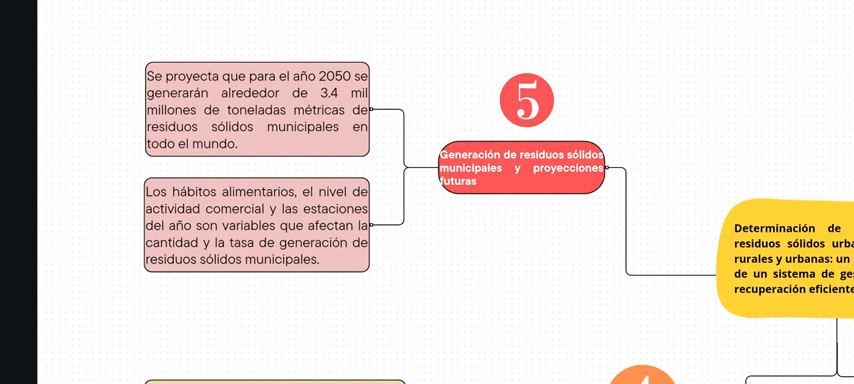 Se proyecta que para el año 2050 se
generarán alrededor de 3.4 mil
millones de toneladas métricas de
residuos sólidos municipales en
todo el mundo.
Los hábitos alimentarios, el nivel de
actividad comercial y las estaciones
del año son variables que afectan la
cantidad y la tasa de generación de
residuos sólidos municipales.
5
Generación de residuos sólidos
municipales y proyecciones
futuras
Determinación de
residuos sólidos
rurales y urbanas: un
de un sistema de
recuperación eficiente